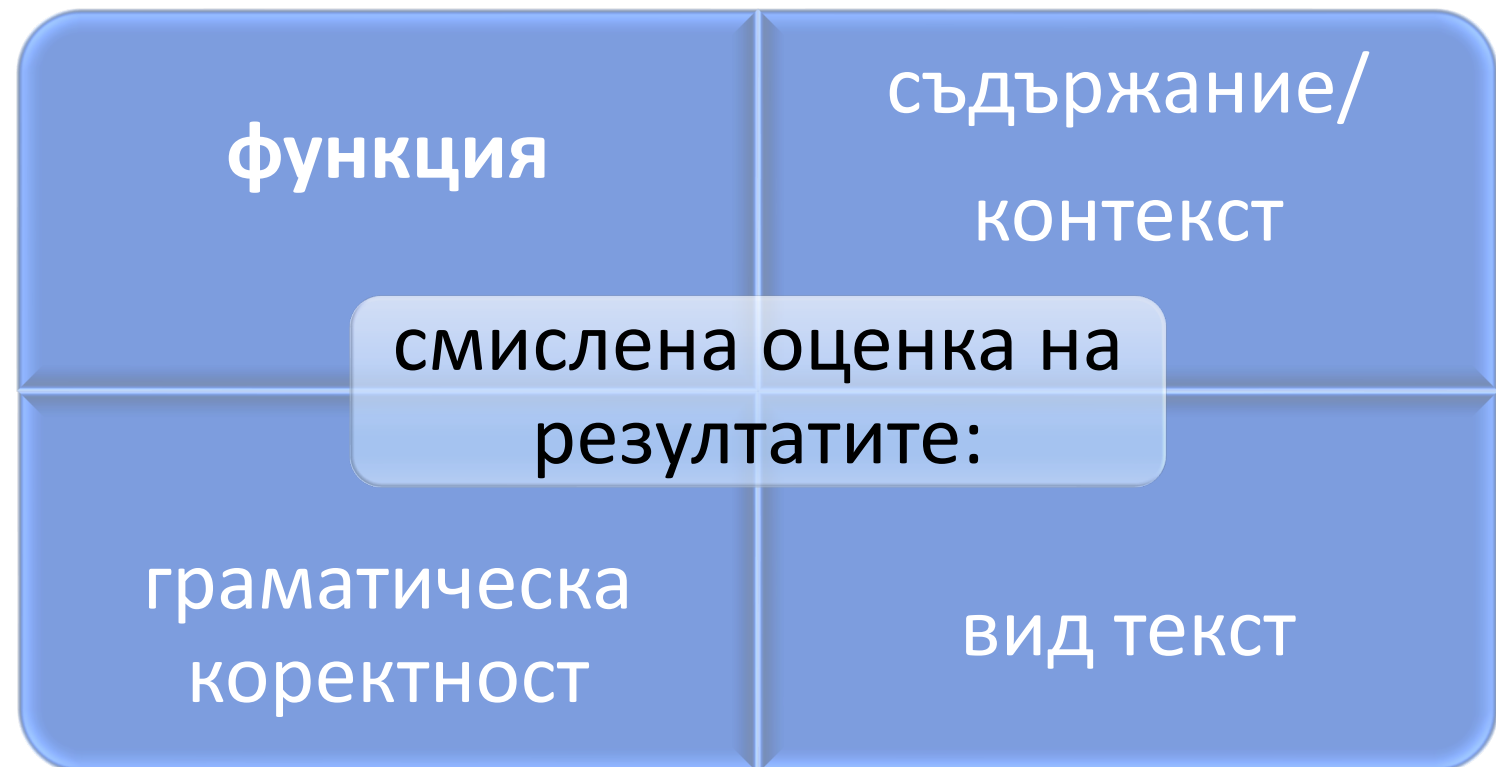 функция
съдържание/
контекст
смислена оценка на
резултатите:
граматическа
коректност
вид текст